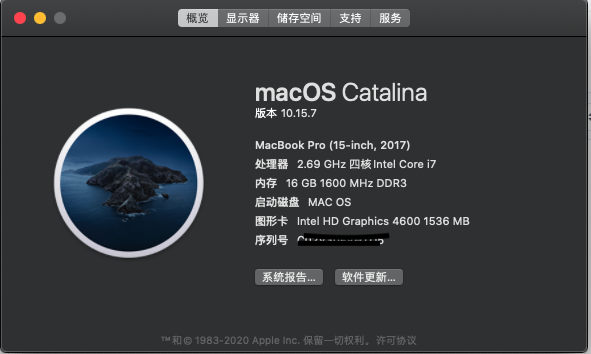 概览 显示器 储存空间 支持 服务
macOS Catalina
版本 10.15.7
MacBook Pro (15-inch, 2017)
处理器 2.69 GHz 四核Intel Core i7
内存 16 GB 1600 MHz DDR3
启动磁盘 MAC OS
图形卡 Intel HD Graphics 4600 1536 MB
序列号
系统报告... 软件更新...
™和© 1983-2020 Apple Inc. 保留一切权利。许可协议